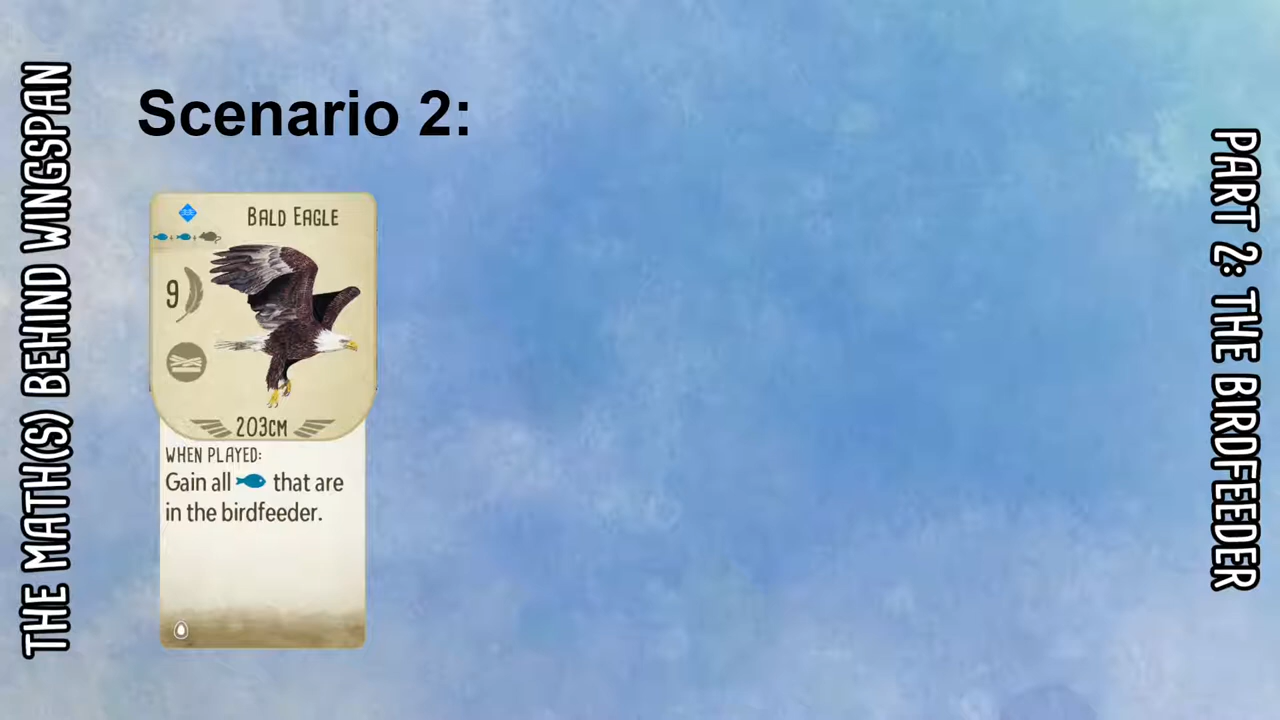 THE MATH(S) BEHIND WINGSPAN
Scenario 2:
BALD EAGLE
9
203CM
WHEN PLAYED:
Gain all that are
in the birdfeeder.
PART 2: THE BIRDFEEDER